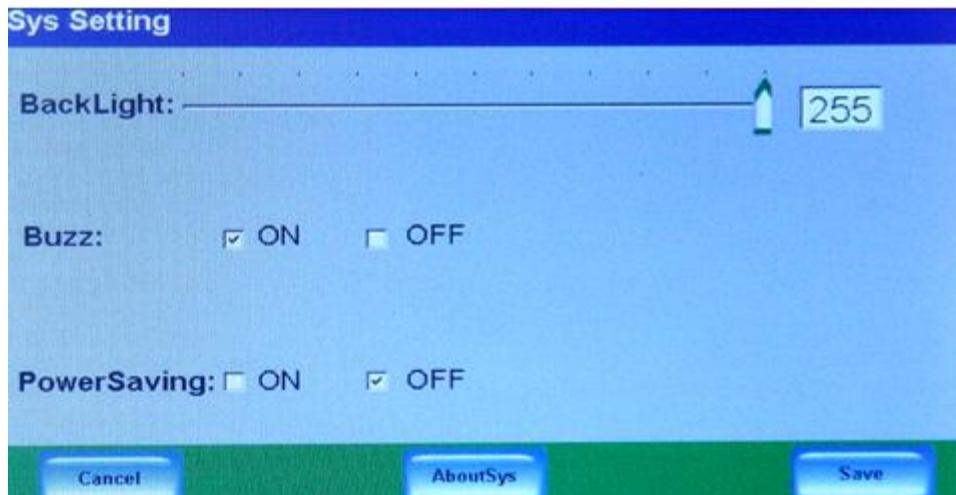 Sys Setting
BackLight: 255
Buzz: ON OFF
PowerSaving: ON OFF
Cancel AboutSys Save